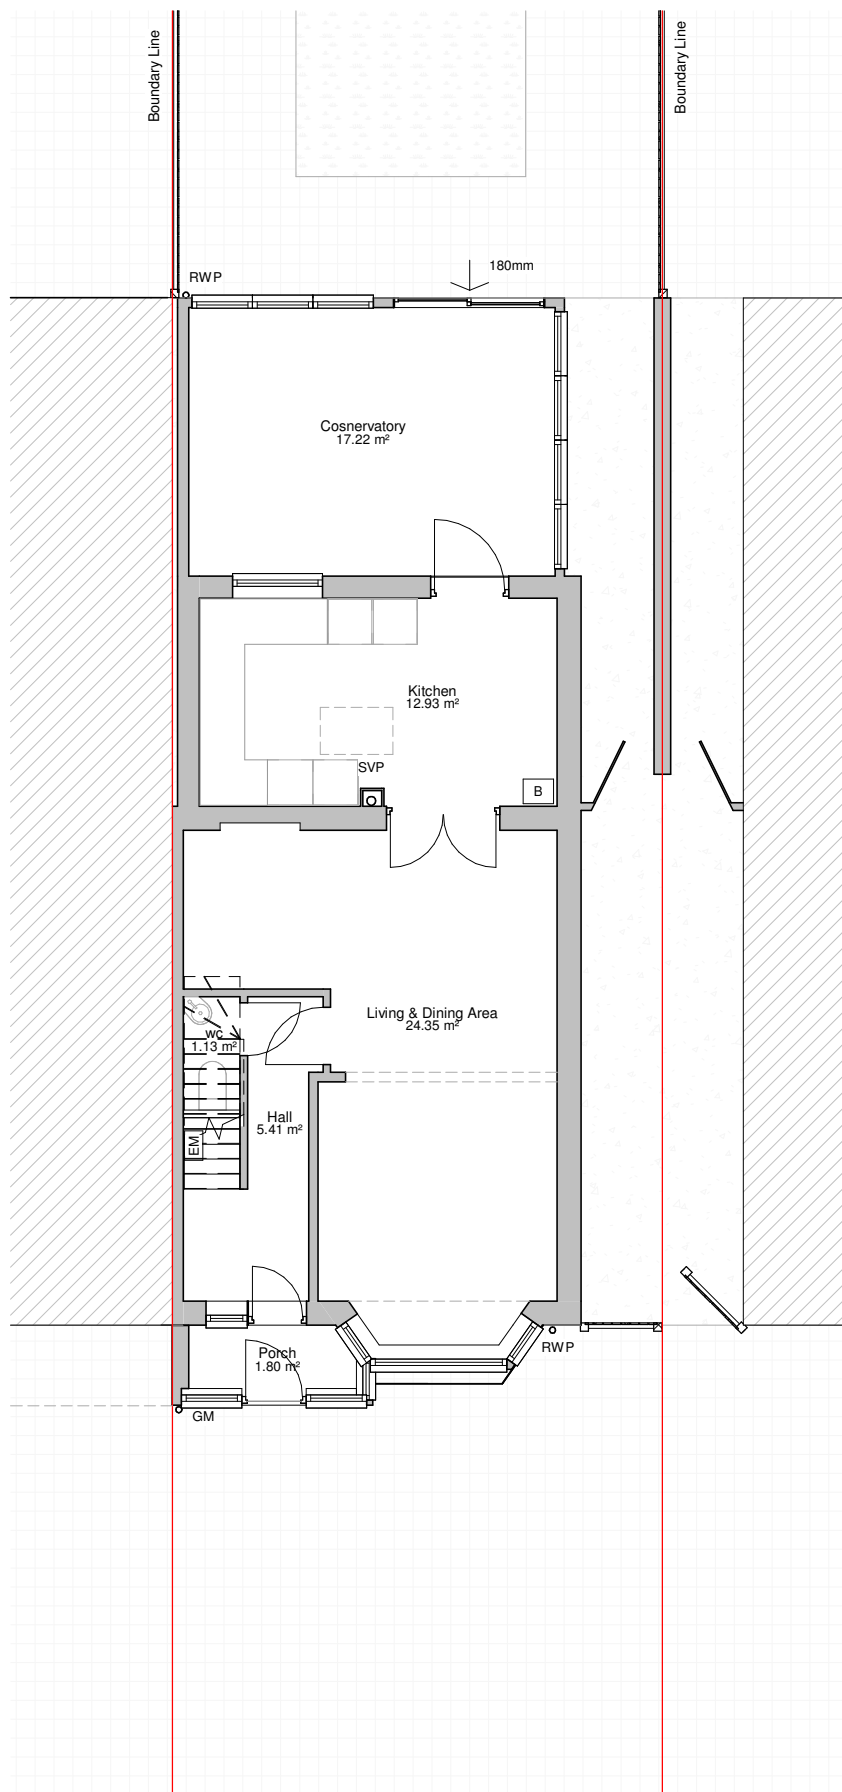 Boundary Line
Boundary Line
RWP
180mm
Cosnervatory
17.22 m²
Kitchen
12.93 m²
SVP
B
Living & Dining Area
24.35 m²
wc
1.13 m²
Hall
5.41 m²
EM
Porch
1.80 m²
RWP
GM